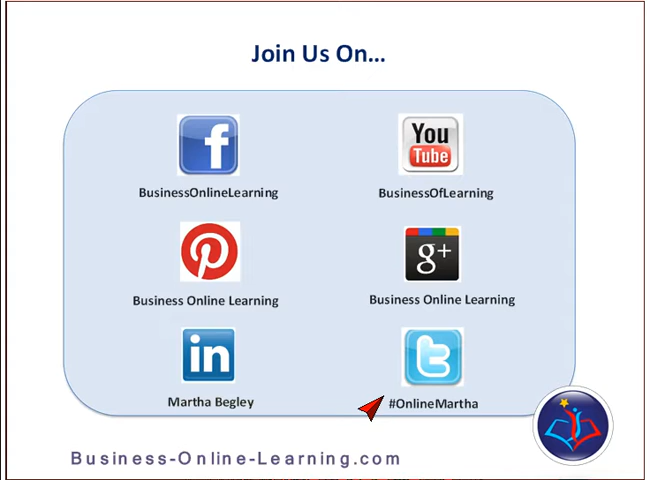 Join Us On...
f
You
Tube
BusinessOnlineLearning
BusinessOfLearning
p
g+
Business Online Learning
Business Online Learning
in
t
Martha Begley
#OnlineMartha
Business-Online-Learning.com